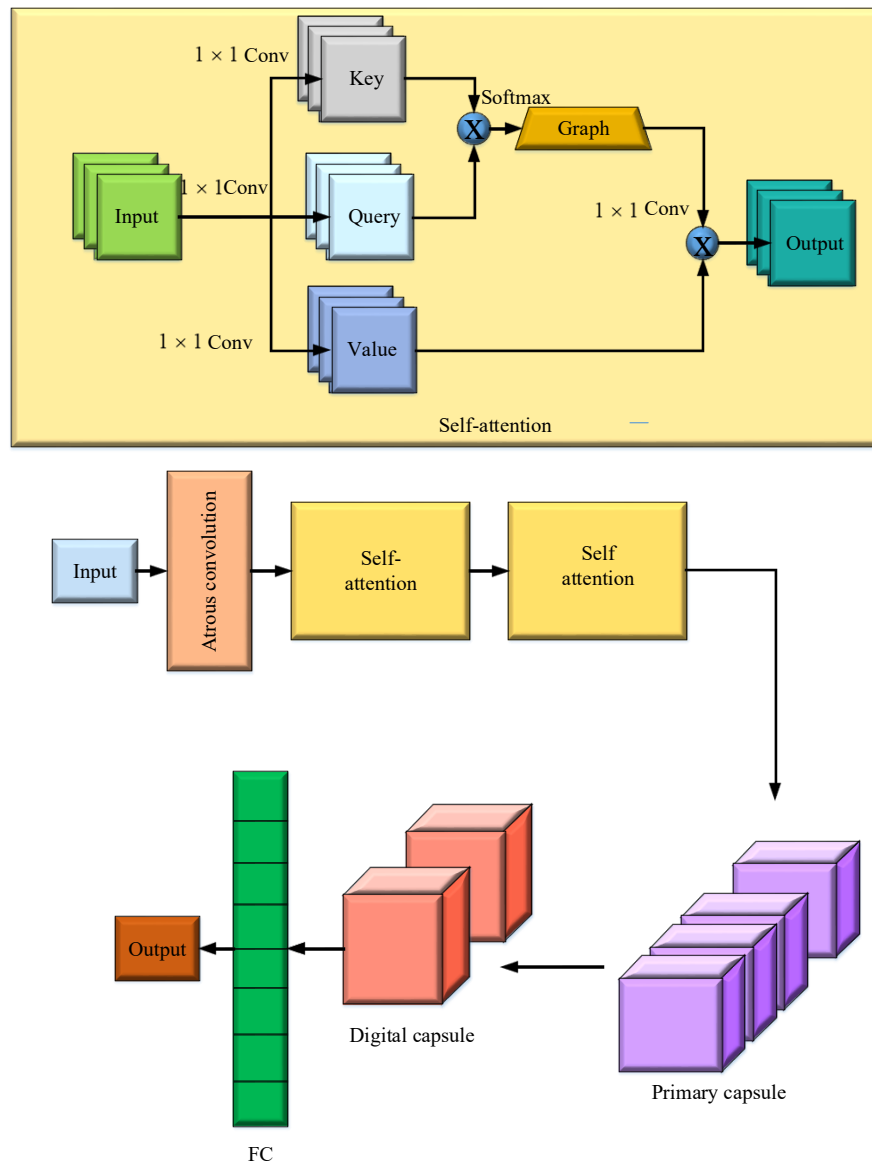 1 × 1 Conv
Key
Softmax
X
Graph
1 × 1Conv
Input
Query
1 × 1 Conv
X
Output
1 × 1 Conv
Value
Self-attention
Input
Atrous convolution
Self-
attention
Self
attention
Output
Digital capsule
Primary capsule
FC